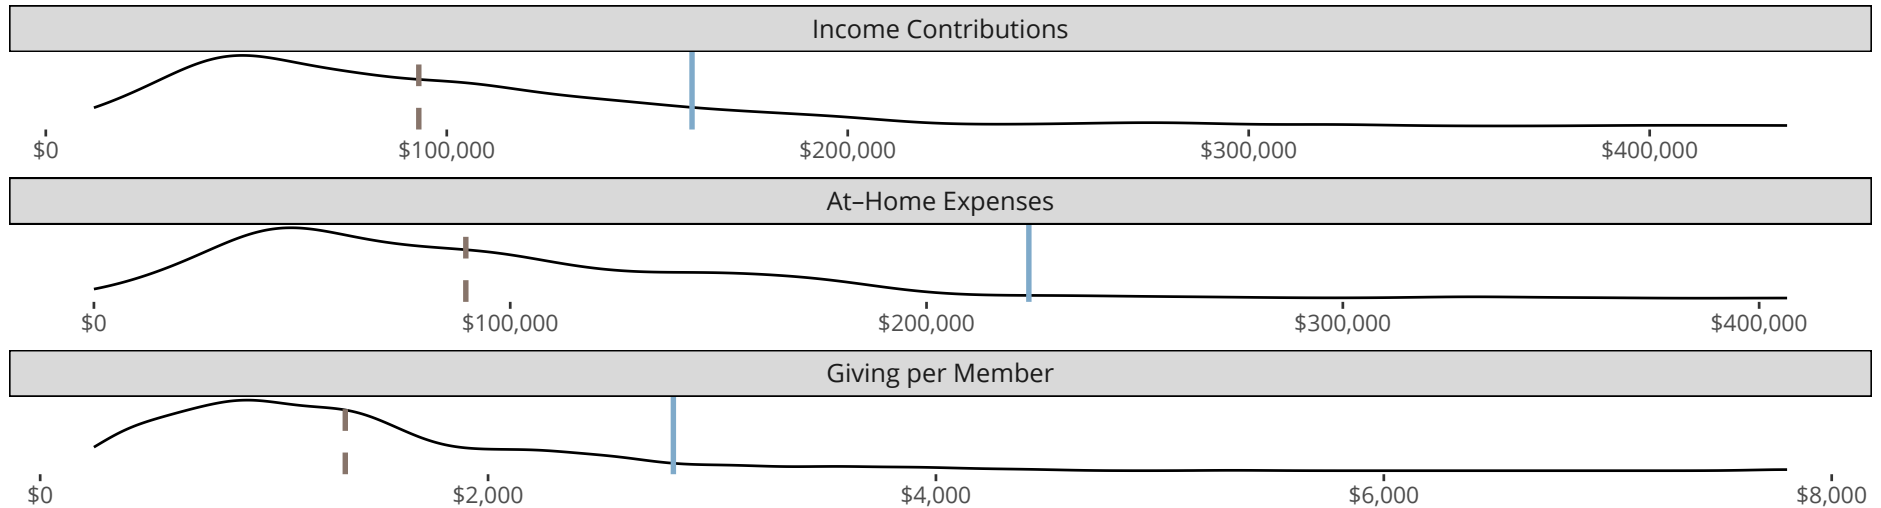 Income Contributions
$0 $100,000 $200,000 $300,000 $400,000
At–Home Expenses
$0 $100,000 $200,000 $300,000 $400,000
Giving per Member
$0 $2,000 $4,000 $6,000 $8,000